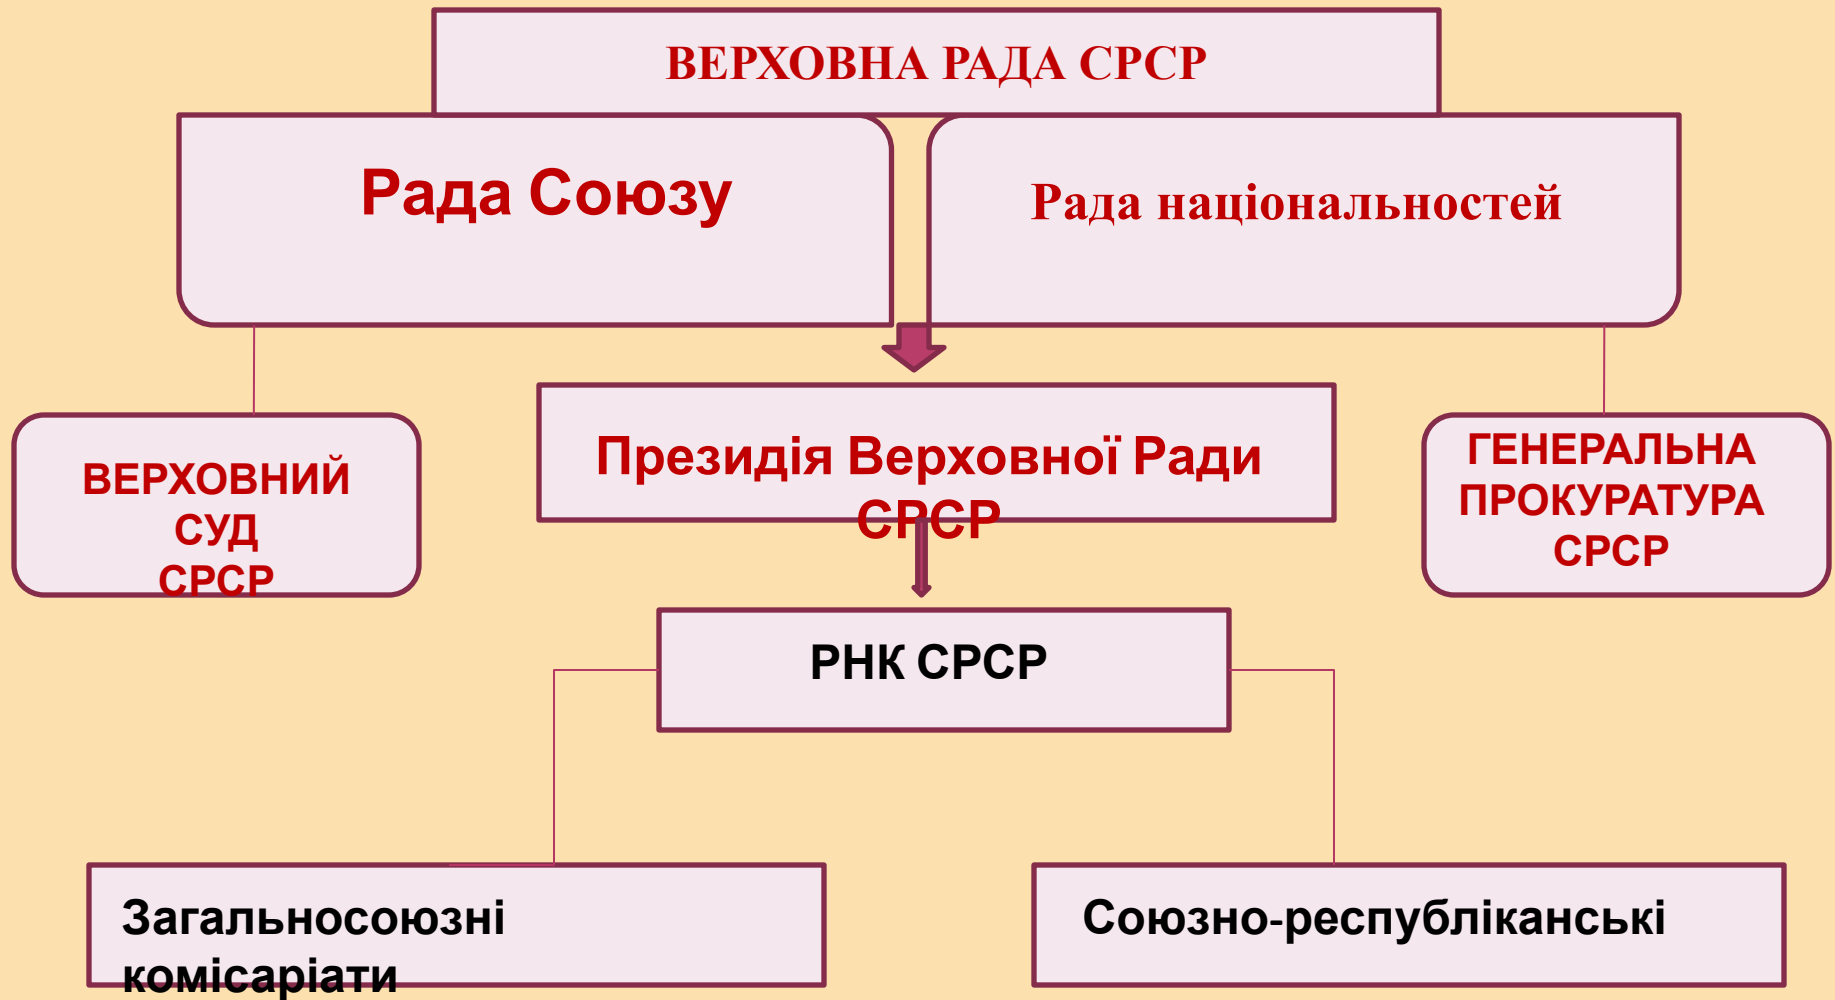 ВЕРХОВНА РАДА СРСР
Рада Союзу
Рада національностей
ВЕРХОВНИЙ
СУД
СРСР
Президія Верховної Ради
СРСР
ГЕНЕРАЛЬНА
ПРОКУРАТУРА
СРСР
РНК СРСР
Загальносоюзні
комісаріати
Союзно-республіканські